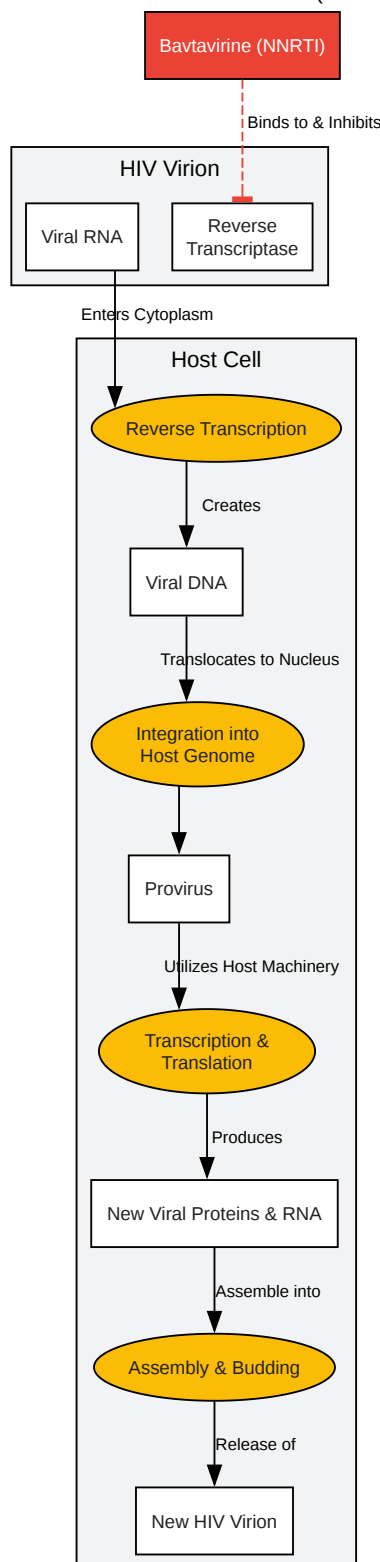 Bavtavirine (NNRTI)
Binds to & Inhibits
HIV Virion
Viral RNA
Reverse
Transcriptase
Enters Cytoplasm
Host Cell
Reverse Transcription
Creates
Viral DNA
Translocates to Nucleus
Integration into
Host Genome
Provirus
Utilizes Host Machinery
Transcription &
Translation
Produces
New Viral Proteins & RNA
Assemble into
Assembly & Budding
Release of
New HIV Virion